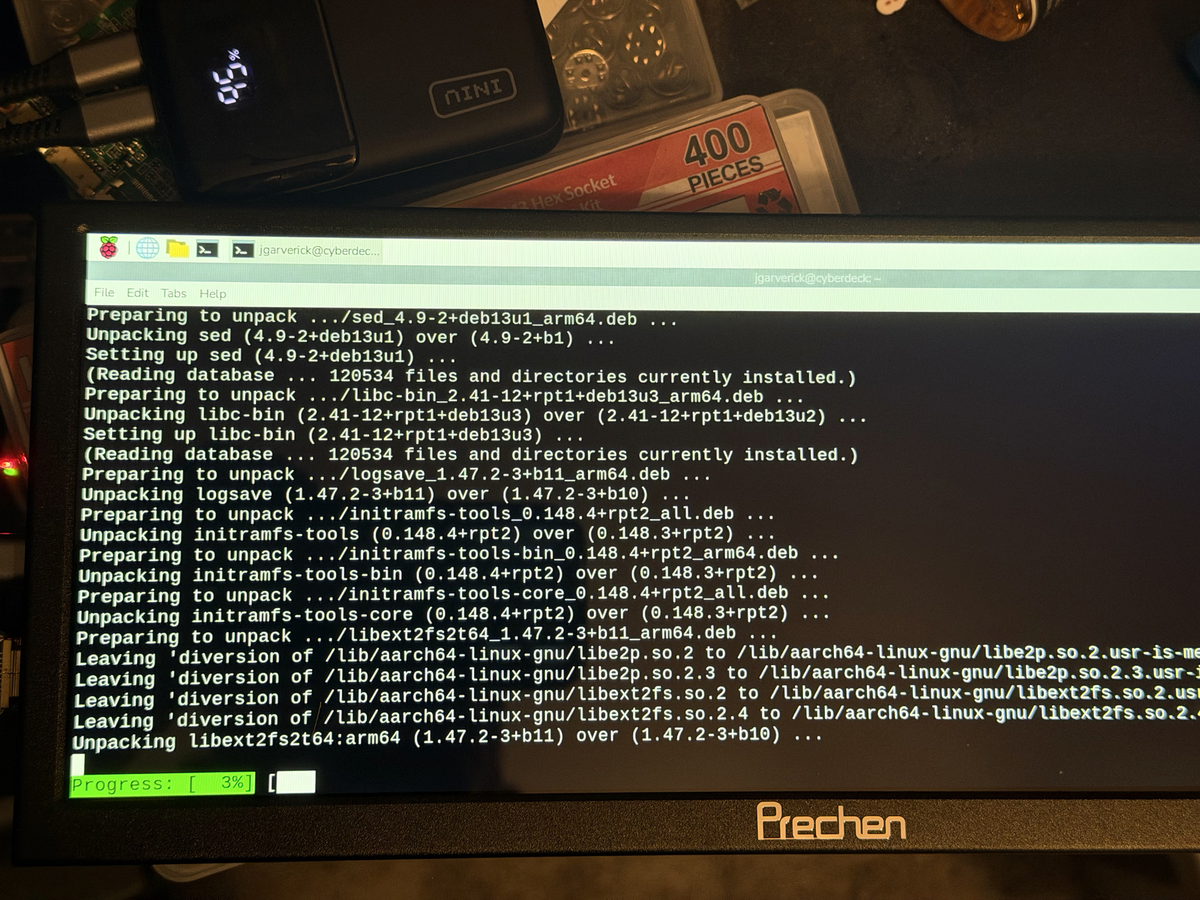 95%
INIU
400
PIECES
M3 Hex Socket
Kit
jgarverick@cyberdec...
jgarverick@cyberdeck: ~
File Edit Tabs Help
Preparing to unpack .../sed_4.9-2+deb13u1_arm64.deb ...
Unpacking sed (4.9-2+deb13u1) over (4.9-2+b1) ...
Setting up sed (4.9-2+deb13u1) ...
(Reading database ... 120534 files and directories currently installed.)
Preparing to unpack .../libc-bin_2.41-12+rpt1+deb13u3_arm64.deb ...
Unpacking libc-bin (2.41-12+rpt1+deb13u3) over (2.41-12+rpt1+deb13u2) ...
Setting up libc-bin (2.41-12+rpt1+deb13u3) ...
(Reading database ... 120534 files and directories currently installed.)
Preparing to unpack .../logsave_1.47.2-3+b11_arm64.deb ...
Unpacking logsave (1.47.2-3+b11) over (1.47.2-3+b10) ...
Preparing to unpack .../initramfs-tools_0.148.4+rpt2_all.deb ...
Unpacking initramfs-tools (0.148.4+rpt2) over (0.148.3+rpt2) ...
Preparing to unpack .../initramfs-tools-bin_0.148.4+rpt2_arm64.deb ...
Unpacking initramfs-tools-bin (0.148.4+rpt2) over (0.148.3+rpt2) ...
Preparing to unpack .../initramfs-tools-core_0.148.4+rpt2_all.deb ...
Unpacking initramfs-tools-core (0.148.4+rpt2) over (0.148.3+rpt2) ...
Preparing to unpack .../libext2fs2t64_1.47.2-3+b11_arm64.deb ...
Leaving 'diversion of /lib/aarch64-linux-gnu/libe2p.so.2 to /lib/aarch64-linux-gnu/libe2p.so.2.usr-is-me
Leaving 'diversion of /lib/aarch64-linux-gnu/libe2p.so.2.3 to /lib/aarch64-linux-gnu/libe2p.so.2.3.usr-i
Leaving 'diversion of /lib/aarch64-linux-gnu/libext2fs.so.2 to /lib/aarch64-linux-gnu/libext2fs.so.2.usr
Leaving 'diversion of /lib/aarch64-linux-gnu/libext2fs.so.2.4 to /lib/aarch64-linux-gnu/libext2fs.so.2.4
Unpacking libext2fs2t64:arm64 (1.47.2-3+b11) over (1.47.2-3+b10) ...
Progress: [ 3%] [
Prechen